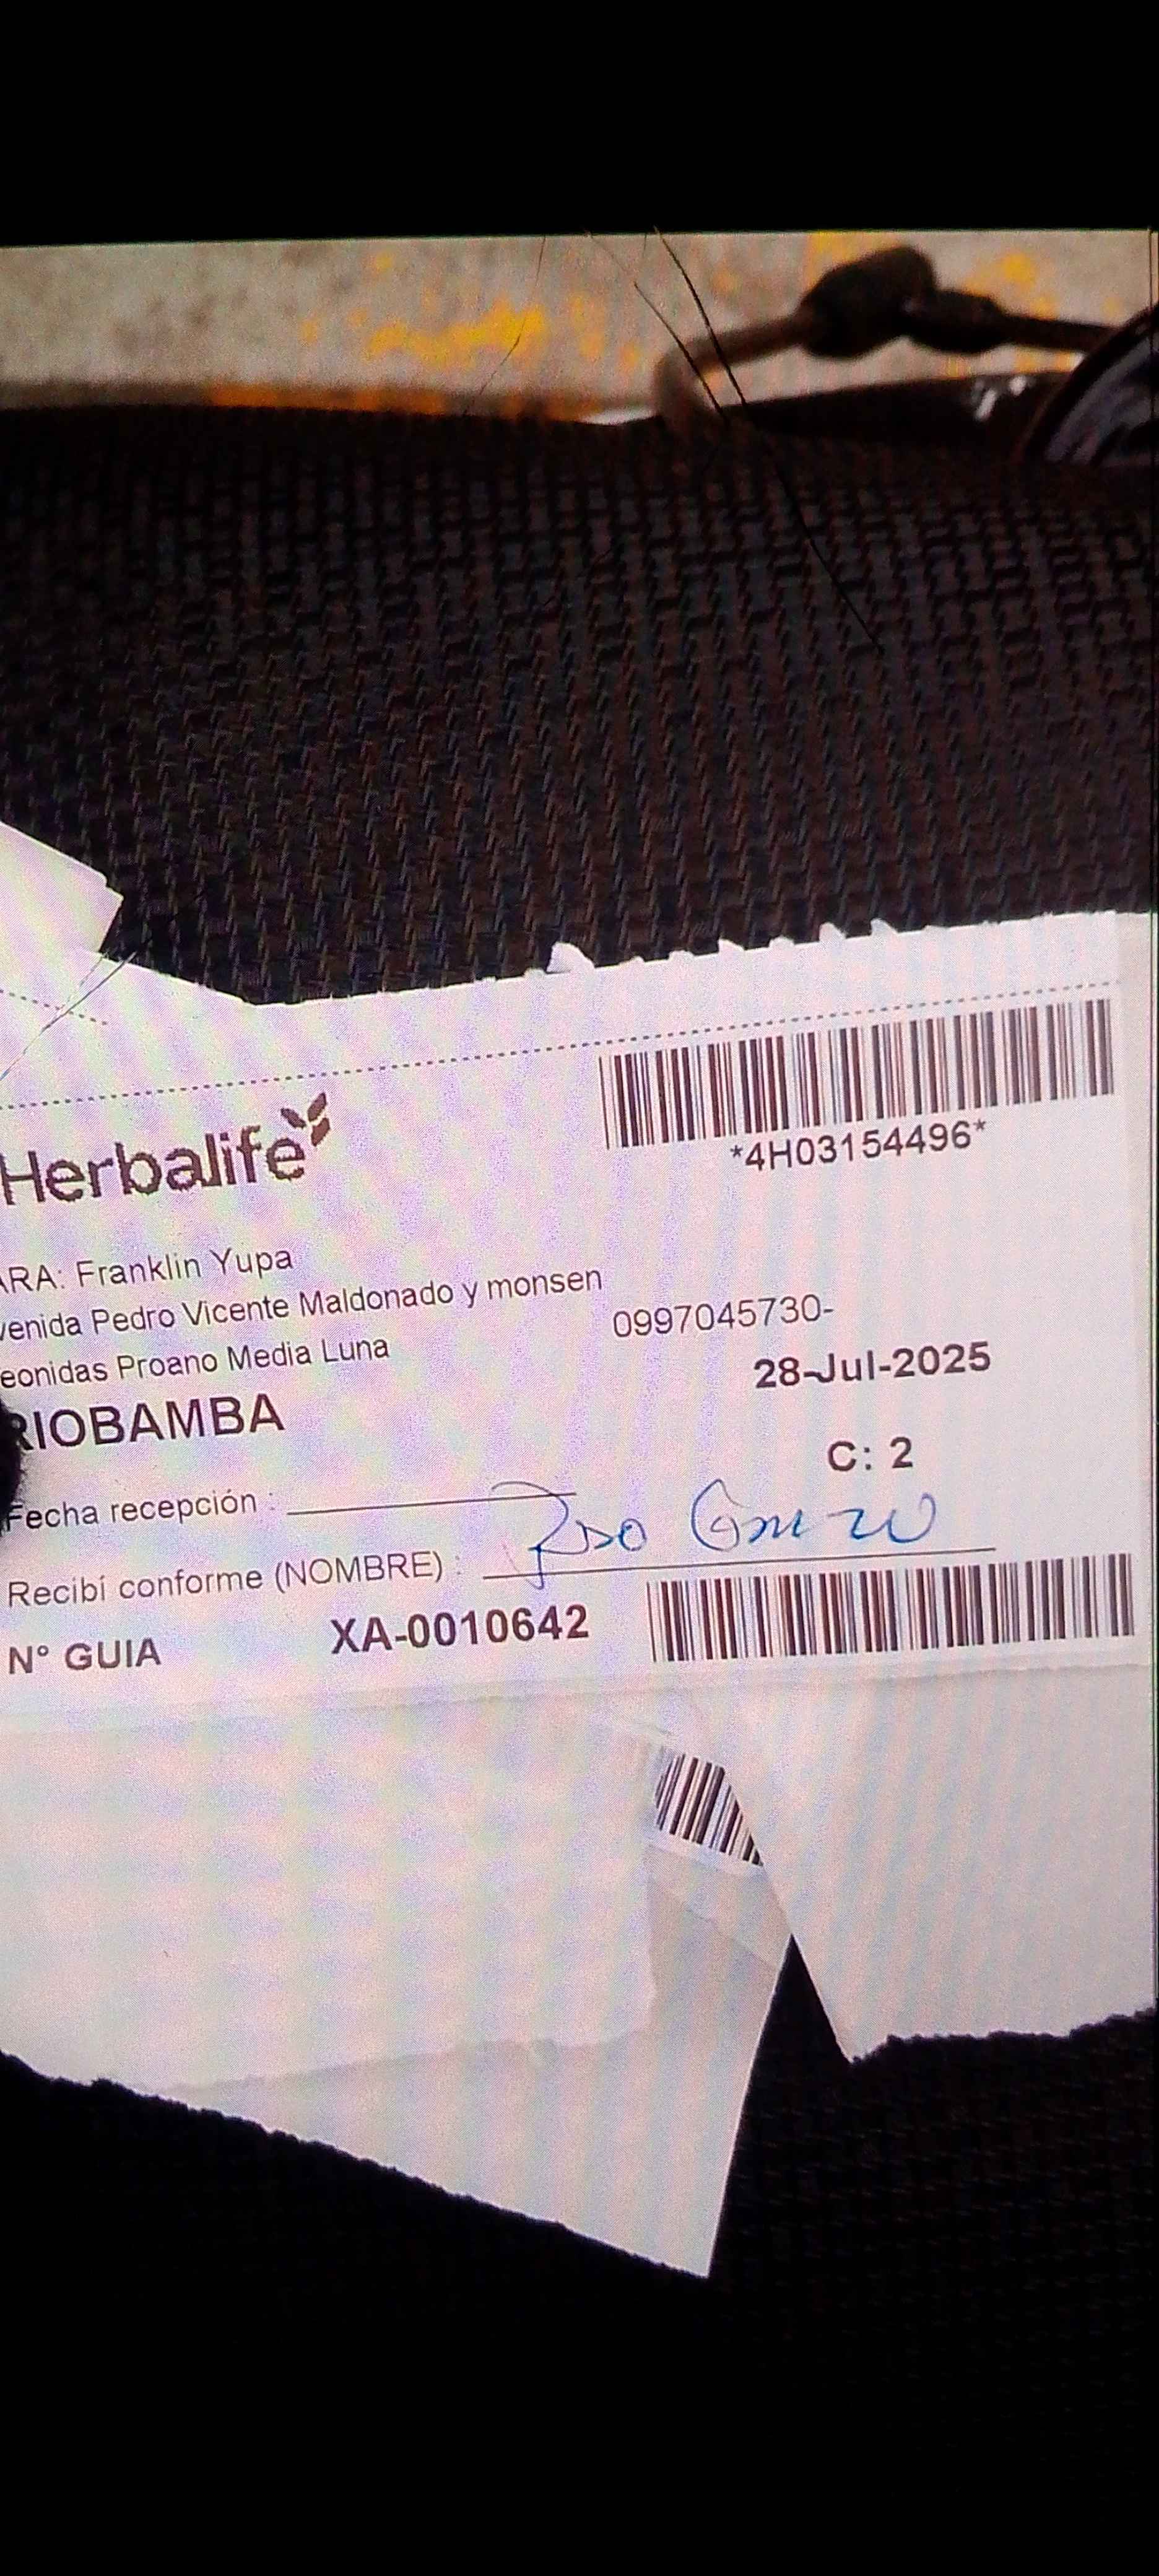 Herbalife
*4H03154496*
ARA: Franklin Yupa
venida Pedro Vicente Maldonado y monsen
0997045730-
eonidas Proano Media Luna
28-Jul-2025
RIOBAMBA
C: 2
Fecha recepción :
Recibí conforme (NOMBRE) :
N° GUIA XA-0010642